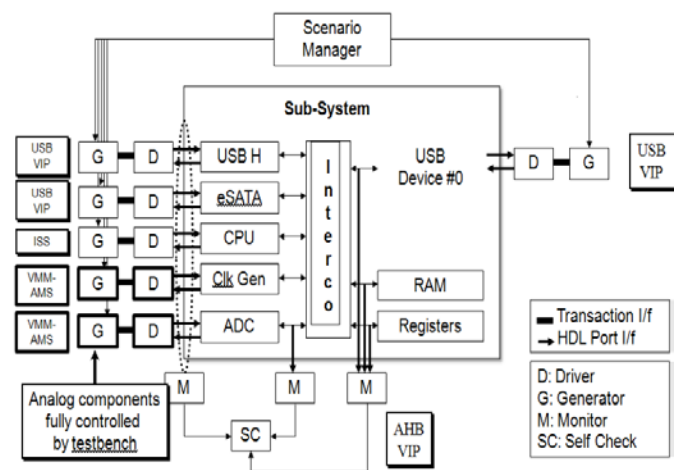 Scenario
Manager
Sub-System
USB
VIP
G
D
USB H
USB
Device #0
D
G
USB
VIP
USB
VIP
G
D
eSATA
ISS
G
D
CPU
VMM-
AMS
G
D
Clk Gen
RAM
VMM-
AMS
G
D
ADC
Registers
Interco
Transaction I/f
HDL Port I/f
M
M
M
Analog components
fully controlled
by testbench
SC
AHB
VIP
D: Driver
G: Generator
M: Monitor
SC: Self Check